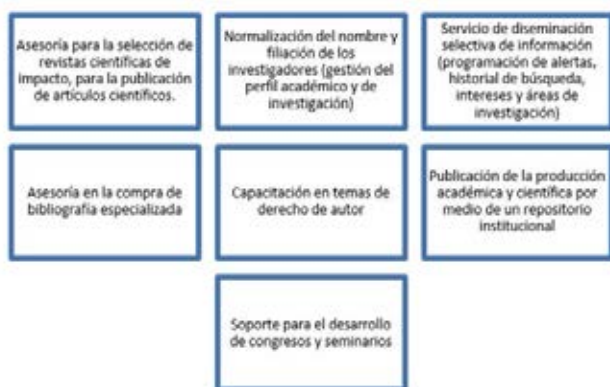 Asesoría para la selección de
revistas científicas de
impacto, para la publicación
de artículos científicos.
Normalización del nombre y
filiación de los
investigadores (gestión del
perfil académico y de
investigación)
Servicio de diseminación
selectiva de información
(programación de alertas,
historial de búsqueda,
intereses y áreas de
investigación)
Asesoría en la compra de
bibliografía especializada
Capacitación en temas de
derecho de autor
Publicación de la producción
académica y científica por
medio de un repositorio
institucional
Soporte para el desarrollo
de congresos y seminarios